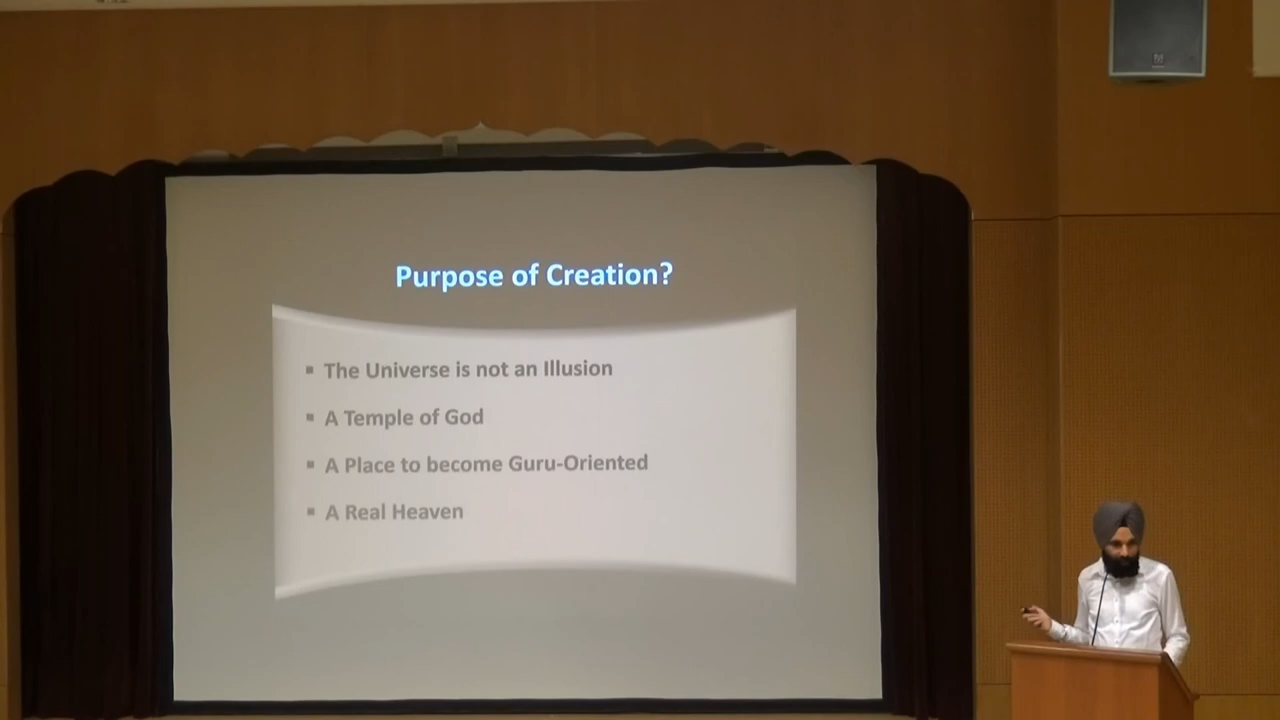 Purpose of Creation?
▪ The Universe is not an Illusion
▪ A Temple of God
▪ A Place to become Guru-Oriented
▪ A Real Heaven